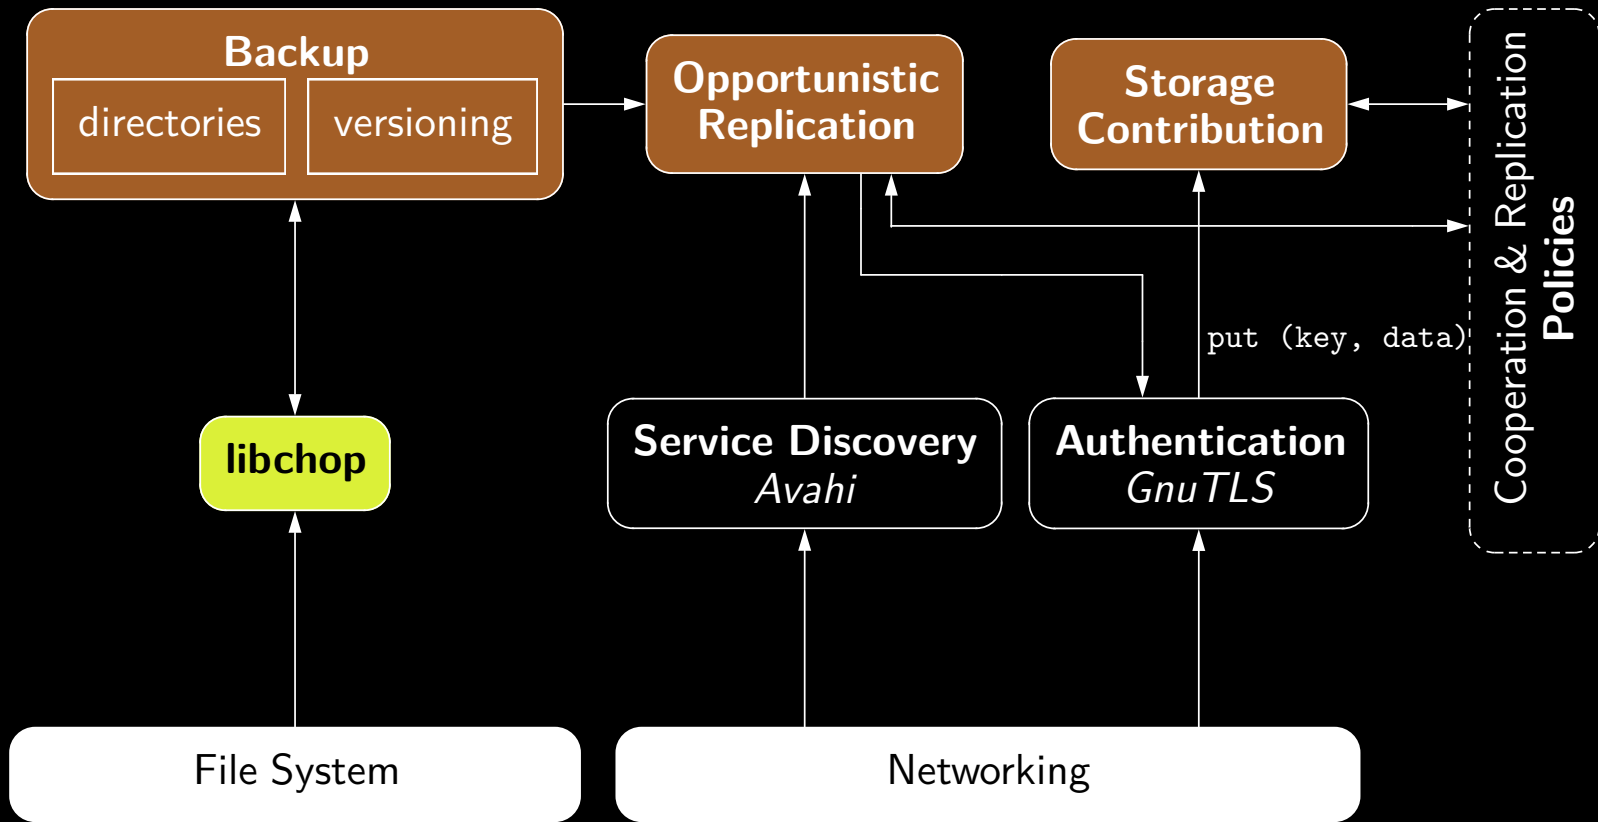 Backup
directories
versioning
Opportunistic
Replication
Storage
Contribution
Cooperation & Replication
Policies
put (key, data)
libchop
Service Discovery
Avahi
Authentication
GnuTLS
File System
Networking